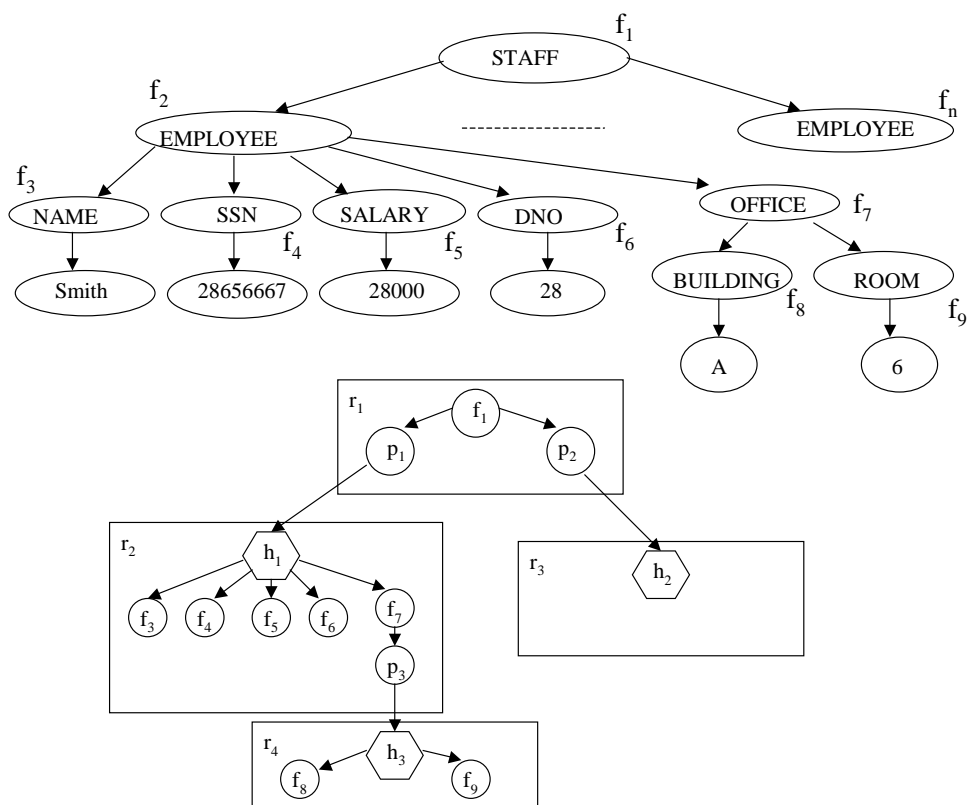 f1
STAFF
f2
fn
EMPLOYEE
EMPLOYEE
f3
NAME
SSN
SALARY
DNO
OFFICE
f7
f4
f5
f6
Smith
28656667
28000
28
BUILDING
ROOM
f8
f9
A
6
r1
f1
p1
p2
r2
h1
r3
h2
f3
f4
f5
f6
f7
p3
r4
h3
f8
f9